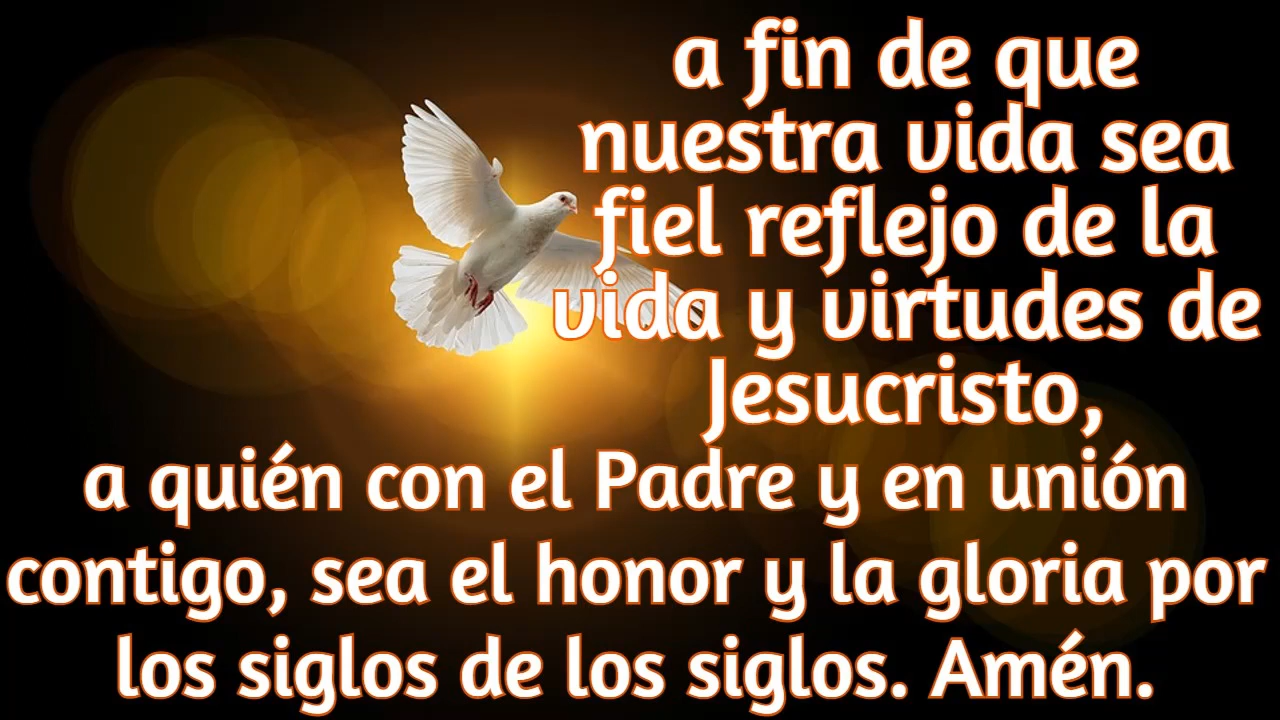 a fin de que
nuestra vida sea
fiel reflejo de la
vida y virtudes de
Jesucristo,
a quién con el Padre y en unión
contigo, sea el honor y la gloria por
los siglos de los siglos. Amén.